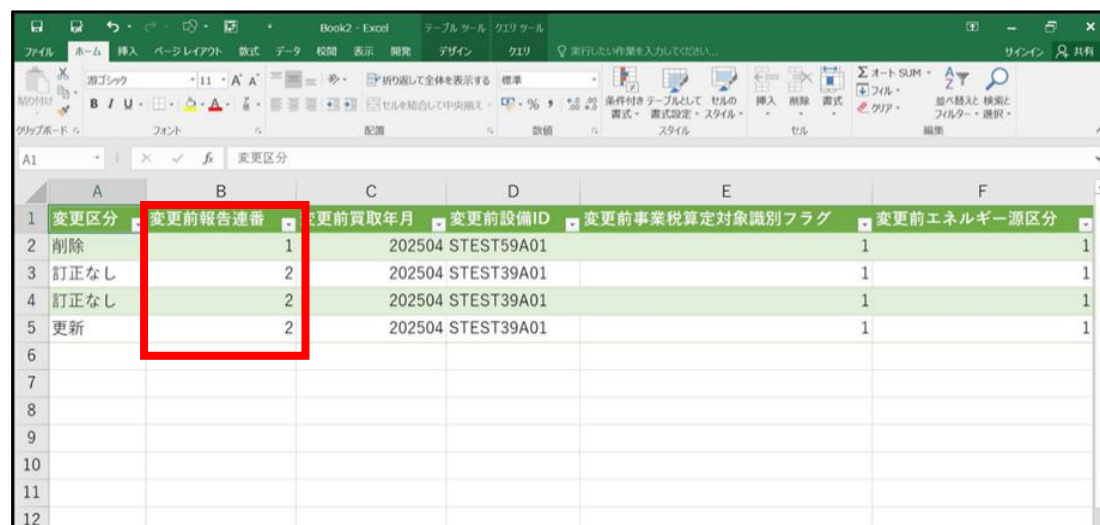 Book2 - Excel テーブル ツール クエリ ツール
ファイル ホーム 挿入 ページ レイアウト 数式 データ 校閲 表示 開発 デザイン クエリ 実行したい作業を入力してください... サインイン 共有
游ゴシック 11 A A 折り返して全体を表示する 標準 Σ オート SUM
貼り付け B I U A セルを結合して中央揃え % 条件付き テーブルとして セルの 挿入 削除 書式 フィル 並べ替えと 検索と
書式 書式設定 スタイル クリア フィルター 選択
クリップボード フォント 配置 数値 スタイル セル 編集
A1 fx 変更区分
A B C D E F
1 変更区分 変更前報告連番 変更前買取年月 変更前設備ID 変更前事業税算定対象識別フラグ 変更前エネルギー源区分
2 削除 1 202504 STEST59A01 1 1
3 訂正なし 2 202504 STEST39A01 1 1
4 訂正なし 2 202504 STEST39A01 1 1
5 更新 2 202504 STEST39A01 1 1
6
7
8
9
10
11
12